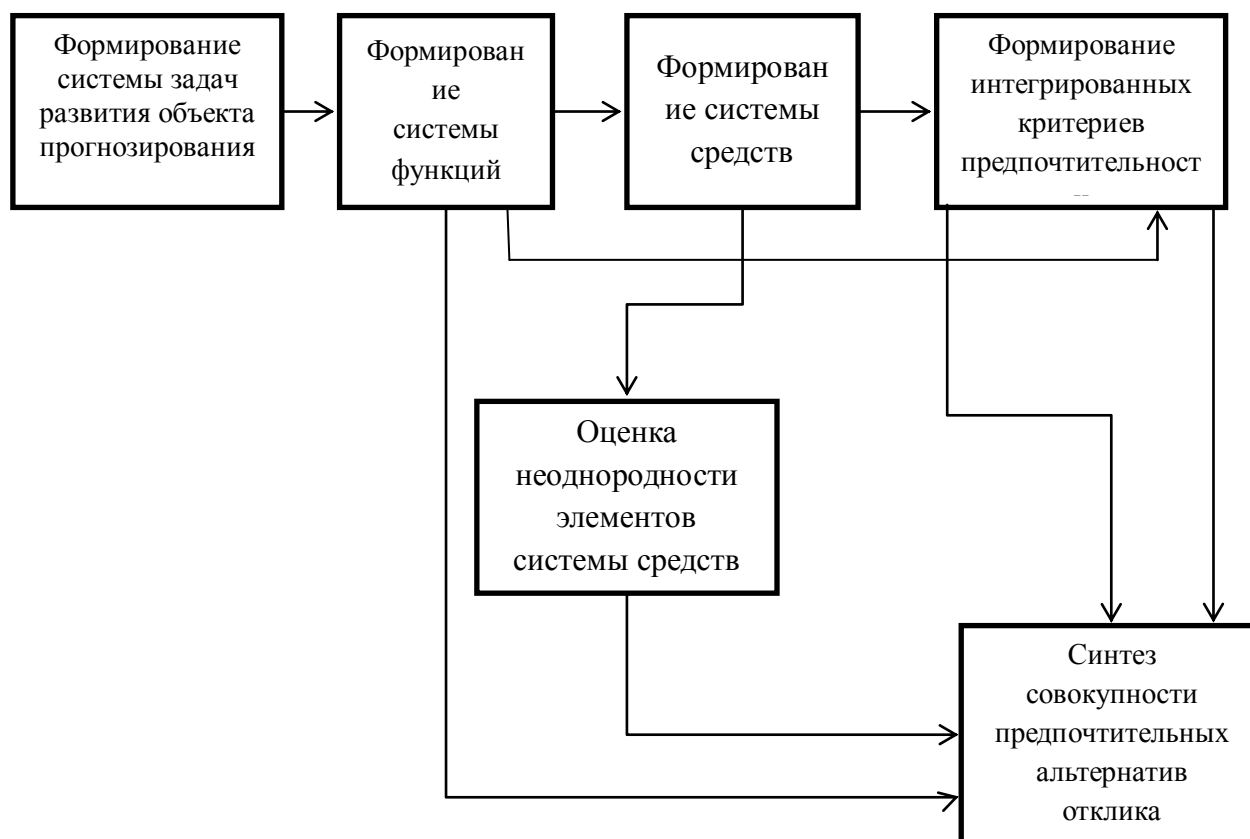 Формирование
системы задач
развития объекта
прогнозирования
Формирован
ие
системы
функций
Формирован
ие системы
средств
Формирование
интегрированных
критериев
предпочтительност
Оценка
неоднородности
элементов
системы средств
Синтез
совокупности
предпочтительных
альтернатив
отклика